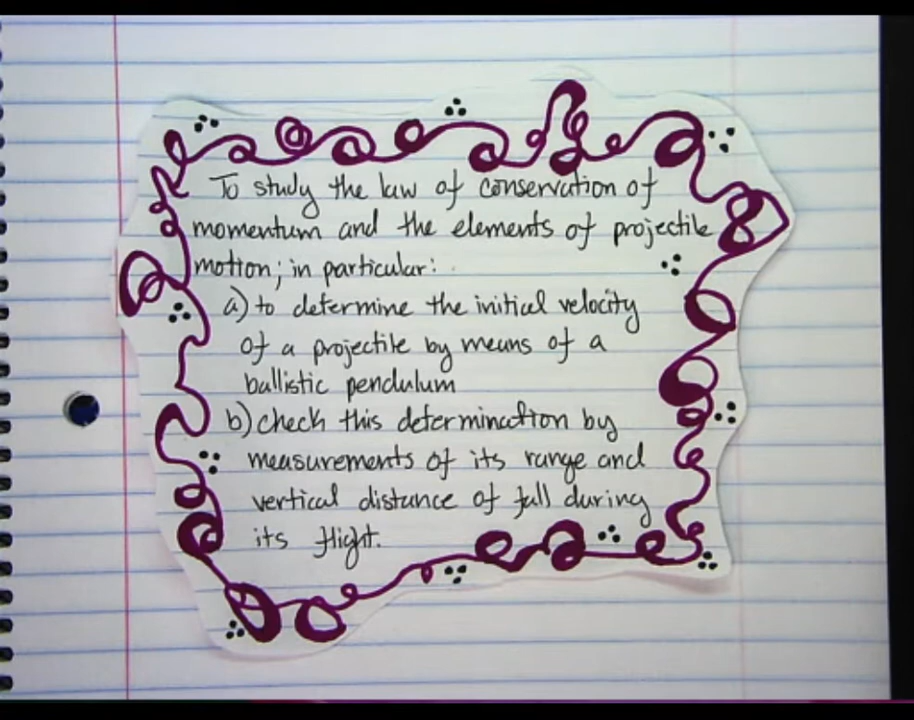 To study the law of conservation of
momentum and the elements of projectile
motion; in particular:
a) to determine the initial velocity
of a projectile by means of a
ballistic pendulum
b) check this determination by
measurements of its range and
vertical distance of fall during
its flight.